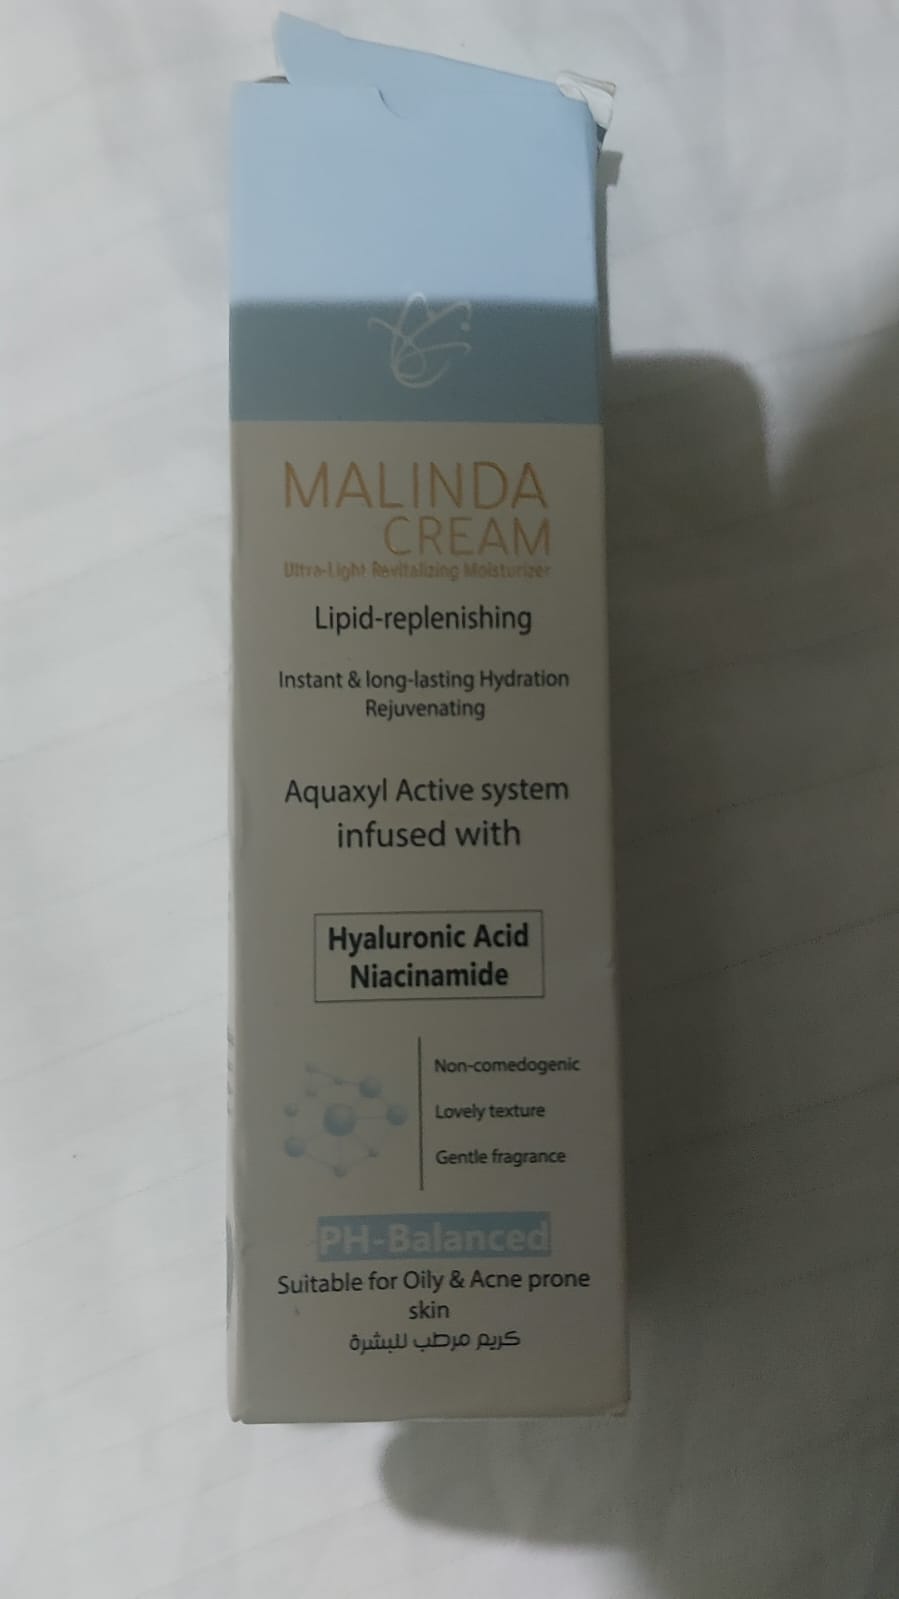 MALINDA
CREAM
Ultra-Light Revitalizing Moisturizer
Lipid-replenishing
Instant & long-lasting Hydration
Rejuvenating
Aquaxyl Active system
infused with
Hyaluronic Acid
Niacinamide
Non-comedogenic
Lovely texture
Gentle fragrance
PH-Balanced
Suitable for Oily & Acne prone
skin
كريم مرطب للبشرة